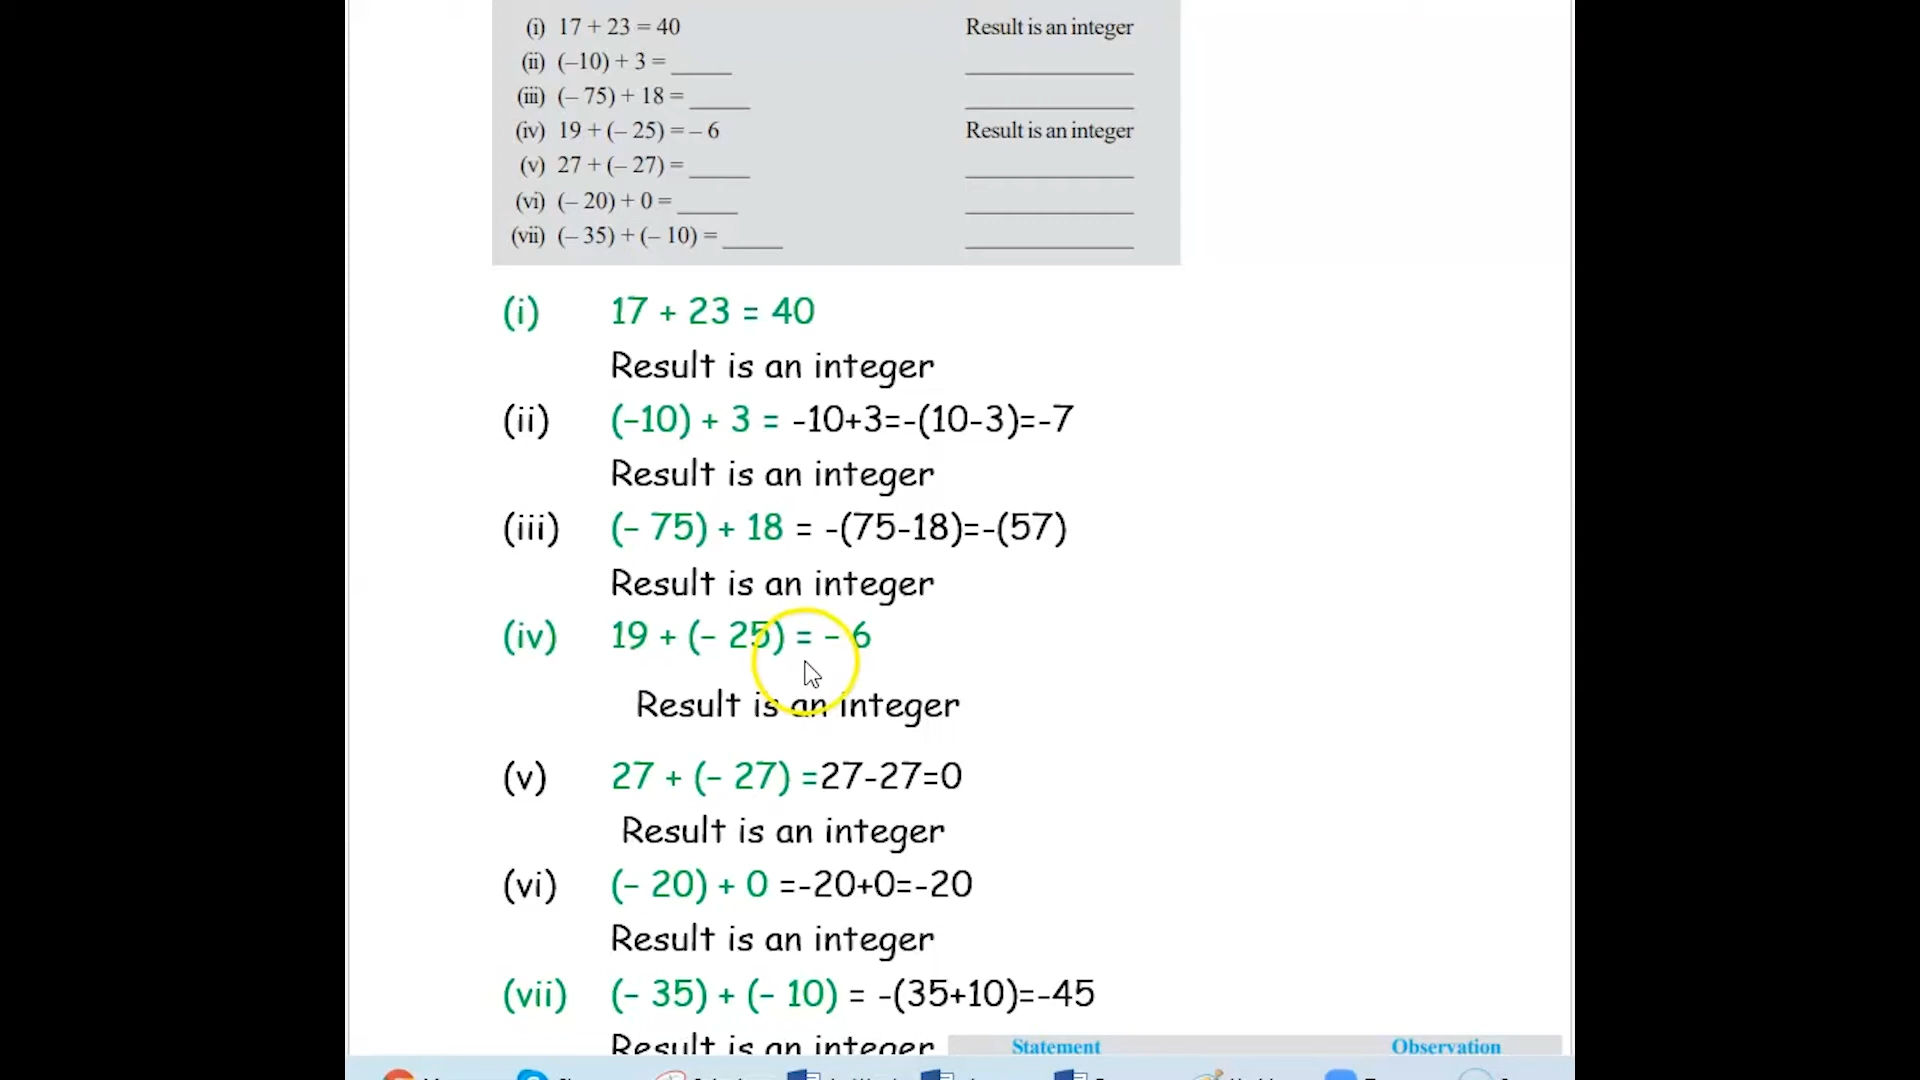 (i) 17 + 23 = 40 Result is an integer
(ii) (–10) + 3 = _____ ______________
(iii) (– 75) + 18 = _____ ______________
(iv) 19 + (– 25) = – 6 Result is an integer
(v) 27 + (– 27) = _____ ______________
(vi) (– 20) + 0 = _____ ______________
(vii) (– 35) + (– 10) = _____ ______________
(i) 17 + 23 = 40
Result is an integer
(ii) (–10) + 3 = -10+3=-(10-3)=-7
Result is an integer
(iii) (– 75) + 18 = -(75-18)=-(57)
Result is an integer
(iv) 19 + (– 25) = – 6
Result is an integer
(v) 27 + (– 27) =27-27=0
Result is an integer
(vi) (– 20) + 0 =-20+0=-20
Result is an integer
(vii) (– 35) + (– 10) = -(35+10)=-45
Result is an integer
Statement Observation